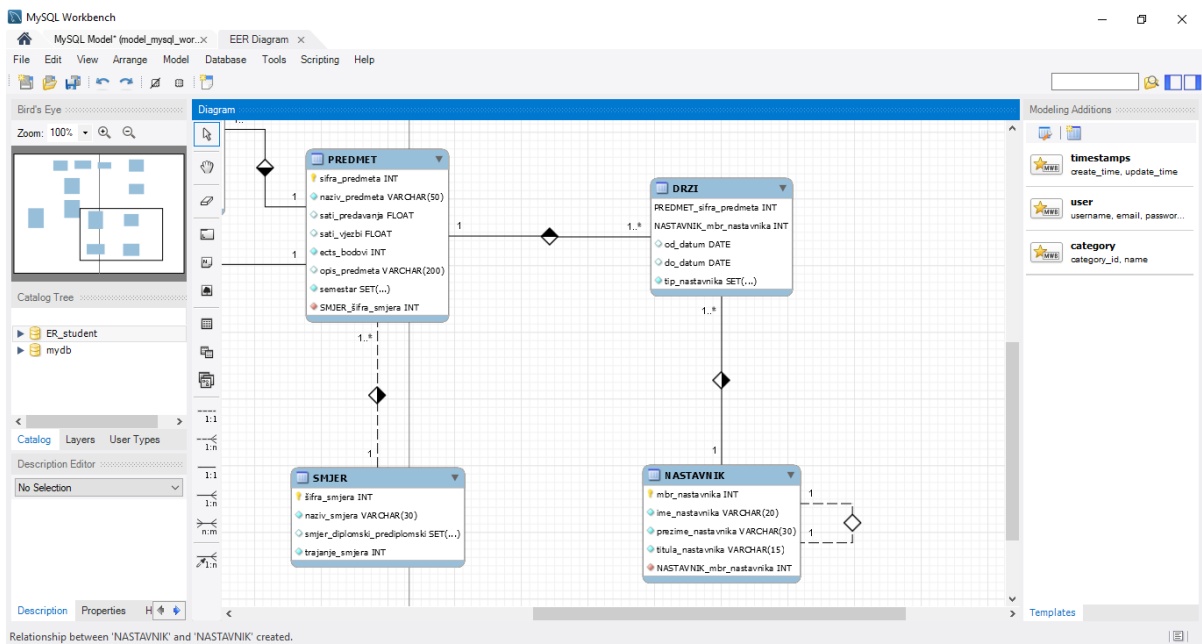 MySQL Workbench
MySQL Model* (model_mysql_wor..×
EER Diagram ×
File Edit View Arrange Model Database Tools Scripting Help
Bird's Eye
Zoom: 100%
Catalog Tree
ER_student
mydb
Catalog Layers User Types
Description Editor
No Selection
Description Properties H
Diagram
1:1
1:n
1:1
1:n
n:m
1:n
1..
1
1
PREDMET
sifra_predmeta INT
naziv_predmeta VARCHAR(50)
sati_predavanja FLOAT
sati_vjezbi FLOAT
ects_bodovi INT
opis_predmeta VARCHAR(200)
semestar SET(...)
SMJER_šifra_smjera INT
1
1..*
DRZI
PREDMET_sifra_predmeta INT
NASTAVNIK_mbr_nastavnika INT
od_datum DATE
do_datum DATE
tip_nastavnika SET(...)
1..*
1..*
1
1
SMJER
šifra_smjera INT
naziv_smjera VARCHAR(30)
smjer_diplomski_prediplomski SET(...)
trajanje_smjera INT
NASTAVNIK
mbr_nastavnika INT
ime_nastavnika VARCHAR(20)
prezime_nastavnika VARCHAR(30)
titula_nastavnika VARCHAR(15)
NASTAVNIK_mbr_nastavnika INT
1
1
Modeling Additions
timestamps
create_time, update_time
user
username, email, passwor...
category
category_id, name
Templates
Relationship between 'NASTAVNIK' and 'NASTAVNIK' created.